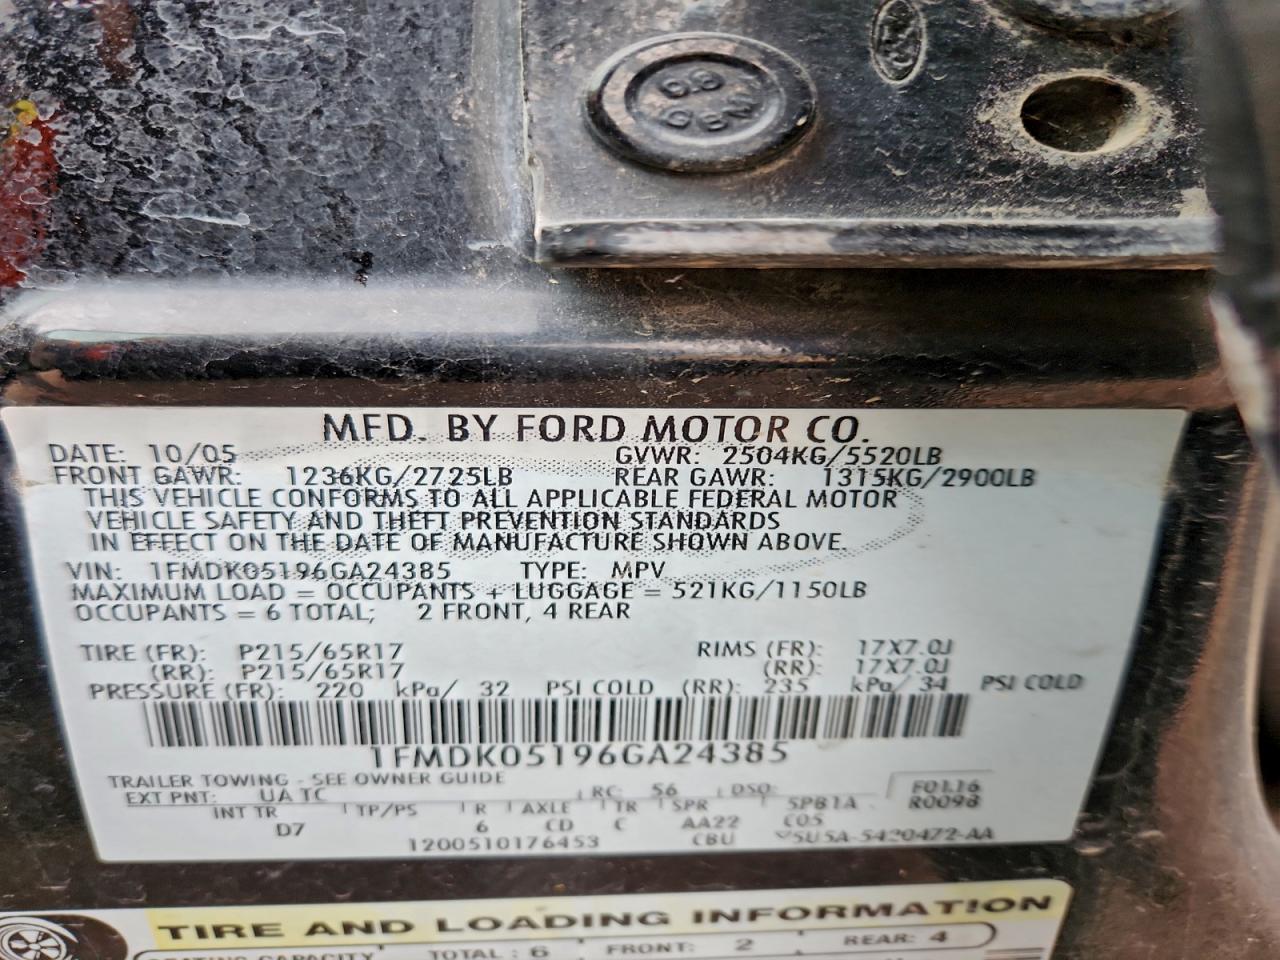 MFD. BY FORD MOTOR CO.
DATE: 10/05 GVWR: 2504KG/5520LB
FRONT GAWR: 1236KG/2725LB REAR GAWR: 1315KG/2900LB
THIS VEHICLE CONFORMS TO ALL APPLICABLE FEDERAL MOTOR
VEHICLE SAFETY AND THEFT PREVENTION STANDARDS
IN EFFECT ON THE DATE OF MANUFACTURE SHOWN ABOVE.
VIN: 1FMDK05196GA24385 TYPE: MPV
MAXIMUM LOAD = OCCUPANTS + LUGGAGE = 521KG/1150LB
OCCUPANTS = 6 TOTAL; 2 FRONT, 4 REAR
TIRE (FR): P215/65R17 RIMS (FR): 17X7.0J
(RR): P215/65R17 (RR): 17X7.0J
PRESSURE (FR): 220 kPa/ 32 PSI COLD (RR): 235 kPa/ 34 PSI COLD
1FMDK05196GA24385
TRAILER TOWING - SEE OWNER GUIDE
EXT PNT: UA TC RC: 56 DSO: F0116
R0098
INT TR TP/PS R AXLE TR SPR 5P81A
D7 6 CD C AA22 C05
1200510176453 CBU 5U5A-5420472-AA
TIRE AND LOADING INFORMATION
SEATING CAPACITY TOTAL : 6 FRONT: 2 REAR: 4